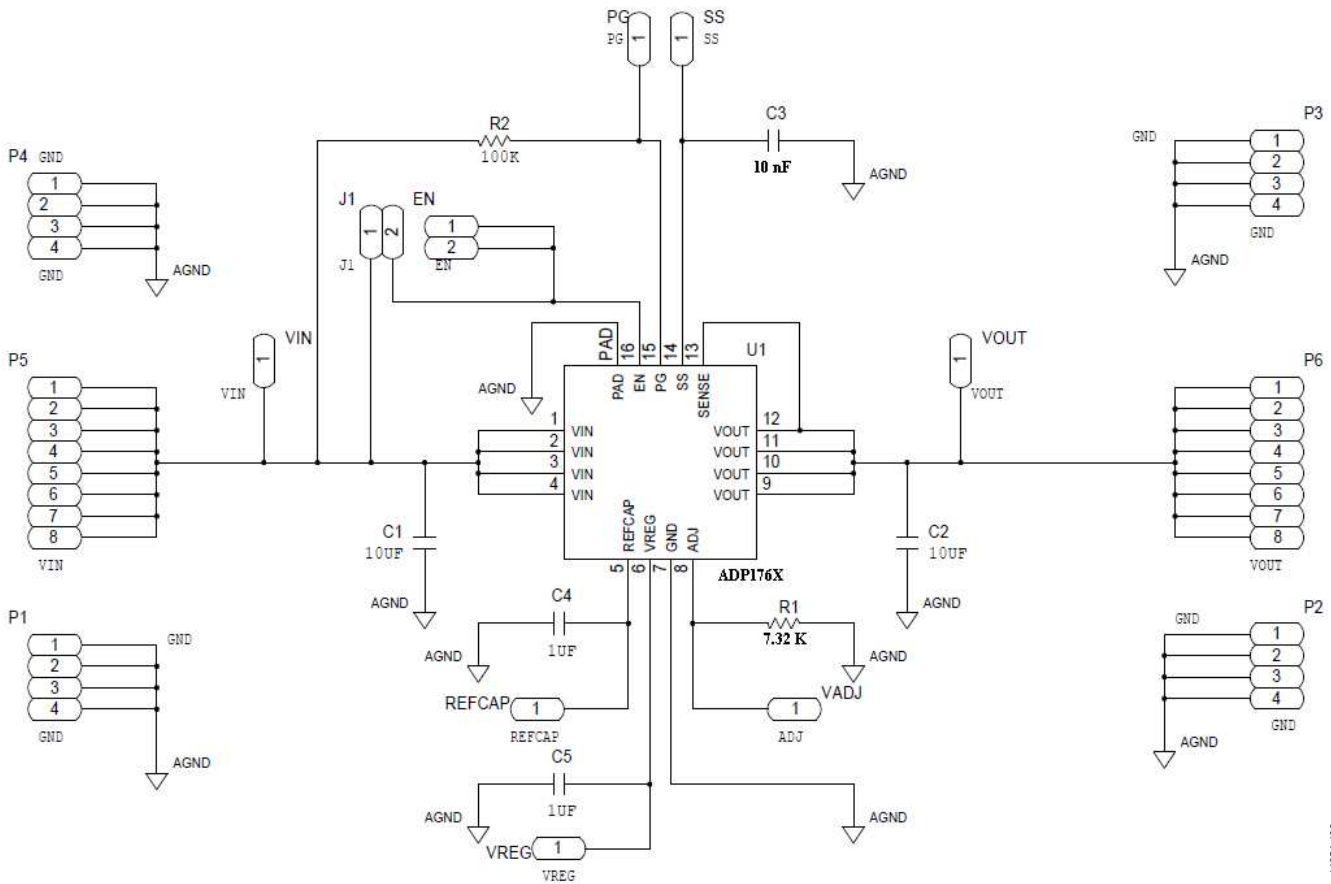 PG
SS
1
1
PG
SS
R2
100K
C3
10 nF
AGND
P4
GND
1
2
3
4
GND
AGND
P3
GND
1
2
3
4
GND
AGND
J1
EN
1
2
1
2
J1
EN
P5
1
2
3
4
5
6
7
8
VIN
1
VIN
VIN
AGND
PAD
16
15
14
13
U1
PAD
EN
PG
SS
SENSE
1
2
3
4
VIN
VIN
VIN
VIN
12
11
10
9
VOUT
VOUT
VOUT
VOUT
REFCAP
VREG
GND
ADJ
5
6
7
8
ADP176X
1
VOUT
VOUT
P6
1
2
3
4
5
6
7
8
VOUT
C1
10UF
AGND
C2
10UF
AGND
P1
1
2
3
4
GND
GND
AGND
C4
1UF
AGND
REFCAP
1
REFCAP
R1
7.32 K
AGND
VADJ
1
ADJ
P2
GND
1
2
3
4
GND
AGND
C5
1UF
AGND
VREG
1
VREG
AGND